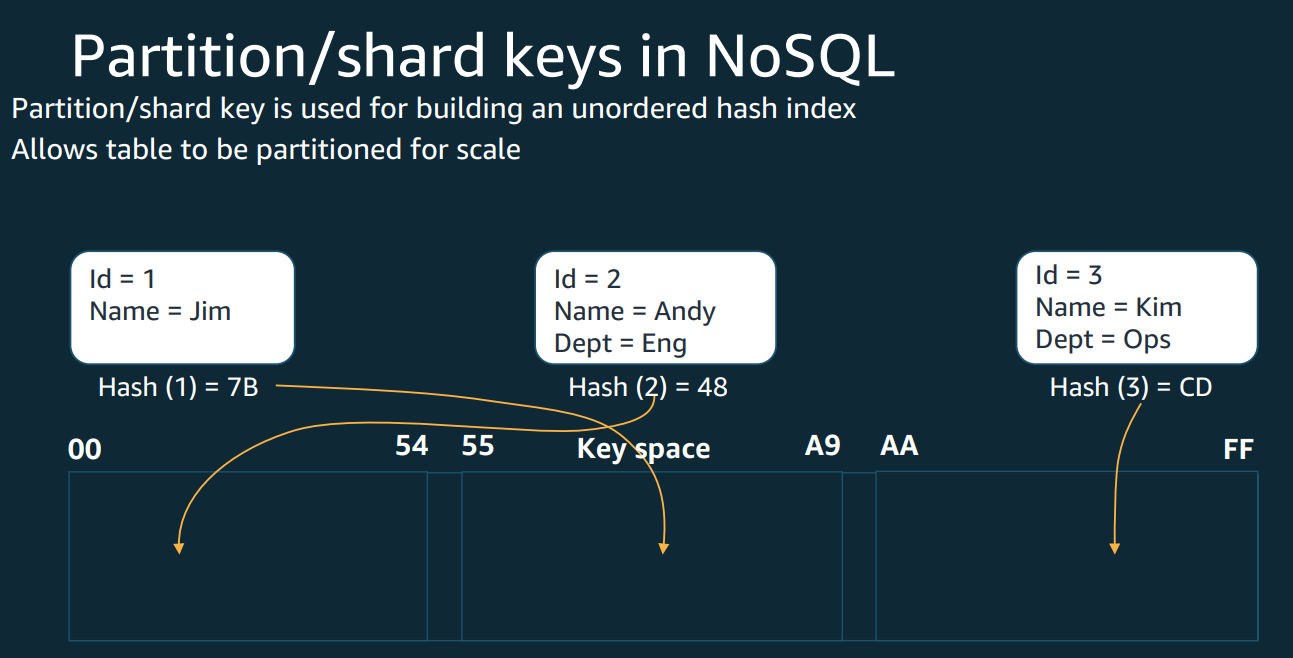 Partition/shard keys in NoSQL
Partition/shard key is used for building an unordered hash index
Allows table to be partitioned for scale
Id = 1
Name = Jim
Id = 2
Name = Andy
Dept = Eng
Id = 3
Name = Kim
Dept = Ops
Hash (1) = 7B
Hash (2) = 48
Hash (3) = CD
00
54
55
Key space
A9
AA
FF